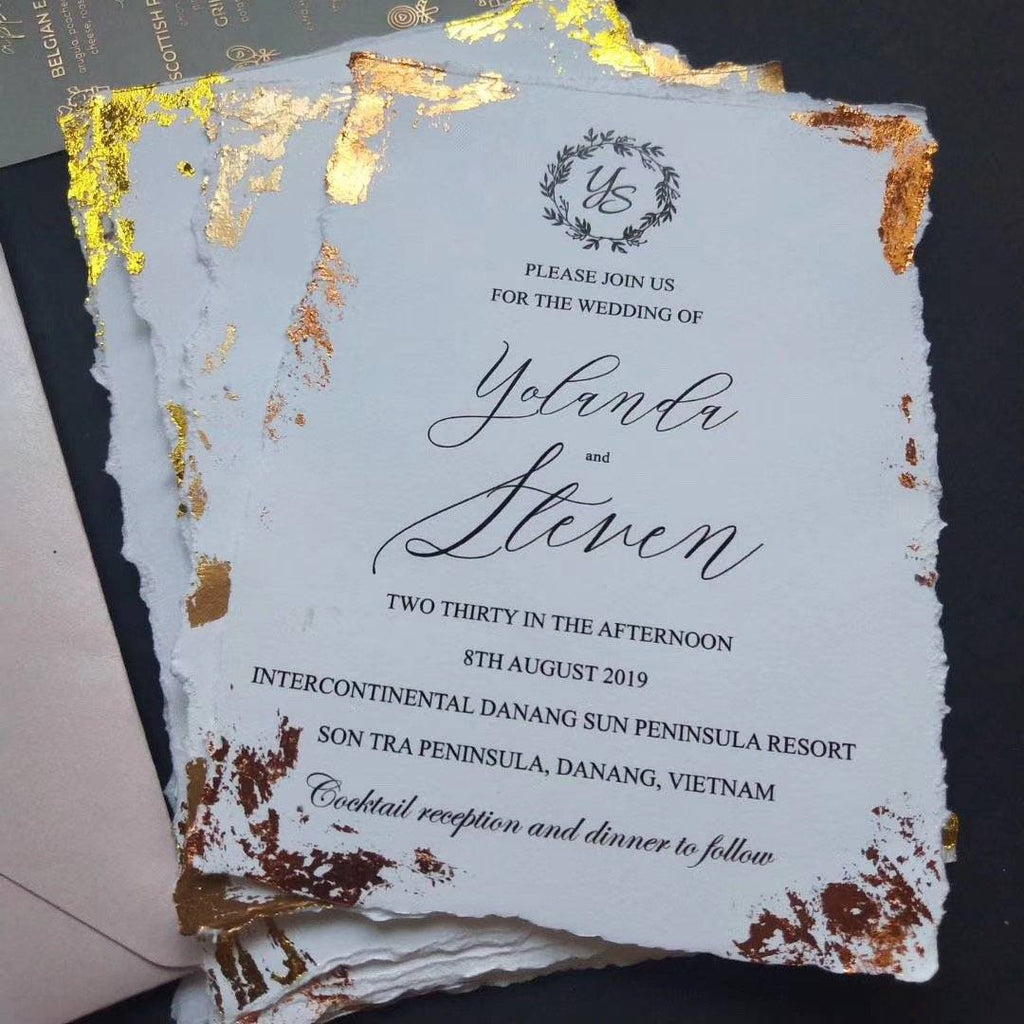 BELGIAN E
SCOTTISH F
GRI
YS
PLEASE JOIN US
FOR THE WEDDING OF
Yolanda
and
Steven
TWO THIRTY IN THE AFTERNOON
8TH AUGUST 2019
INTERCONTINENTAL DANANG SUN PENINSULA RESORT
SON TRA PENINSULA, DANANG, VIETNAM
Cocktail reception and dinner to follow